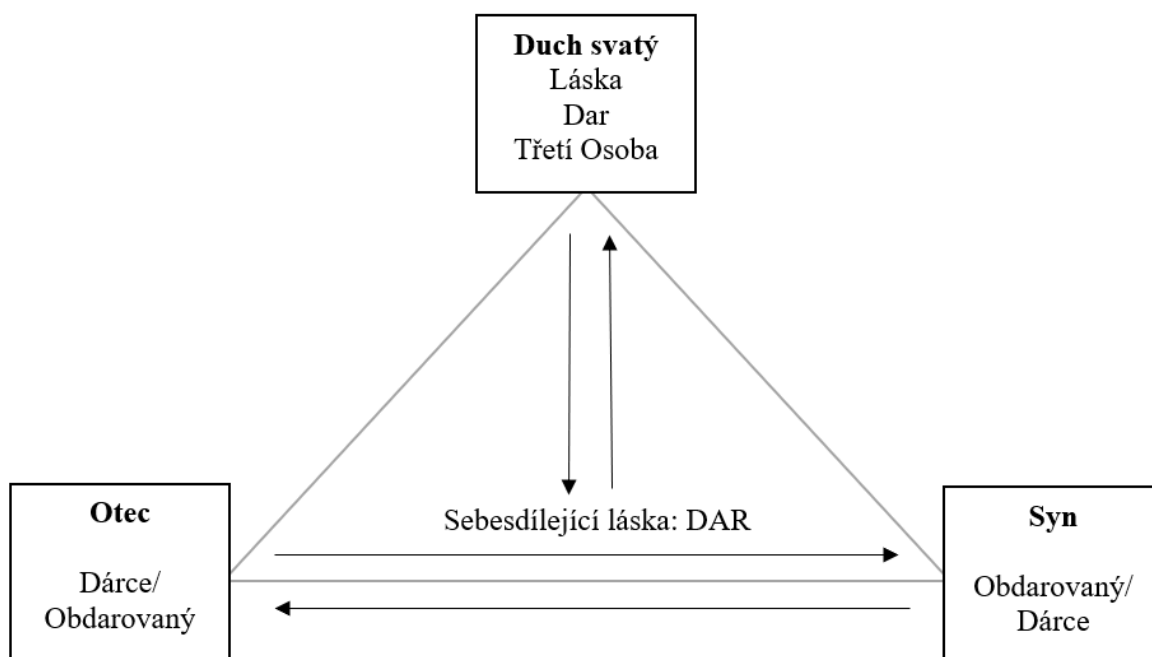 Duch svatý
Láska
Dar
Třetí Osoba
Sebesdílející láska: DAR
Otec
Dárce/
Obdarovaný
Syn
Obdarovaný/
Dárce